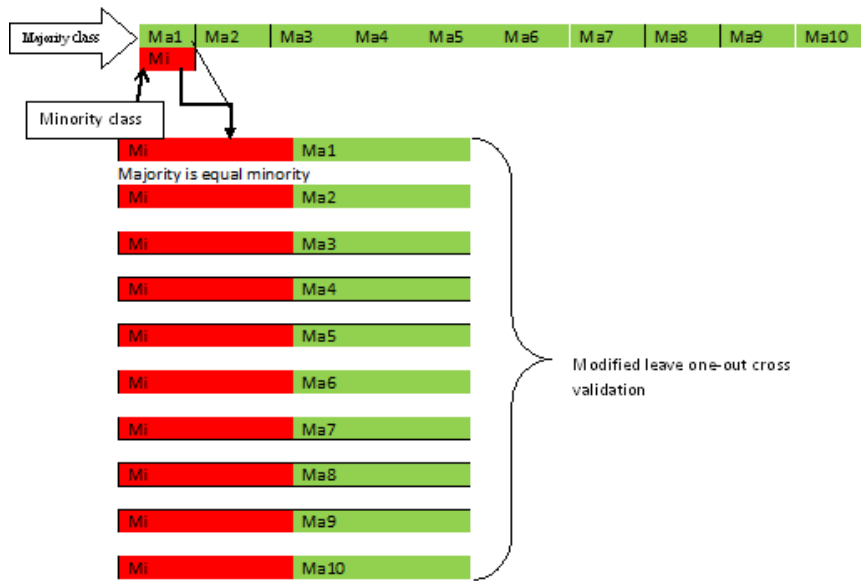 Majority class
Ma1 Ma2 Ma3 Ma4 Ma5 Ma6 Ma7 Ma8 Ma9 Ma10
Mi
Minority class
Mi Ma1
Majority is equal minority
Mi Ma2
Mi Ma3
Mi Ma4
Mi Ma5
Mi Ma6
Mi Ma7
Mi Ma8
Mi Ma9
Mi Ma10
Modified leave one-out cross
validation